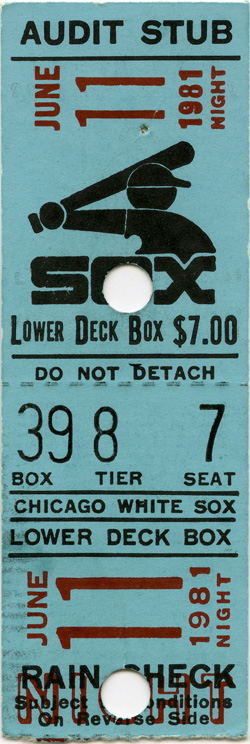 AUDIT STUB
JUNE 11 1981 NIGHT
SOX
LOWER DECK BOX $7.00
DO NOT DETACH
39 8 7
BOX TIER SEAT
CHICAGO WHITE SOX
LOWER DECK BOX
JUNE 11 1981 NIGHT
RAIN CHECK
NIGHT
Subject Conditions
On Reverse Side